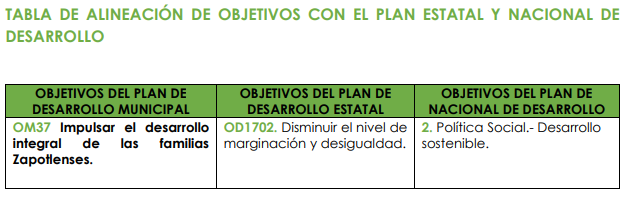 TABLA DE ALINEACIÓN DE OBJETIVOS CON EL PLAN ESTATAL Y NACIONAL DE
DESARROLLO
OBJETIVOS DEL PLAN DE
DESARROLLO MUNICIPAL
OBJETIVOS DEL PLAN DE
DESARROLLO ESTATAL
OBJETIVOS DEL PLAN DE
NACIONAL DE DESARROLLO
OM37 Impulsar el desarrollo
integral de las familias
Zapotlenses.
OD1702. Disminuir el nivel de
marginación y desigualdad.
2. Política Social.- Desarrollo
sostenible.